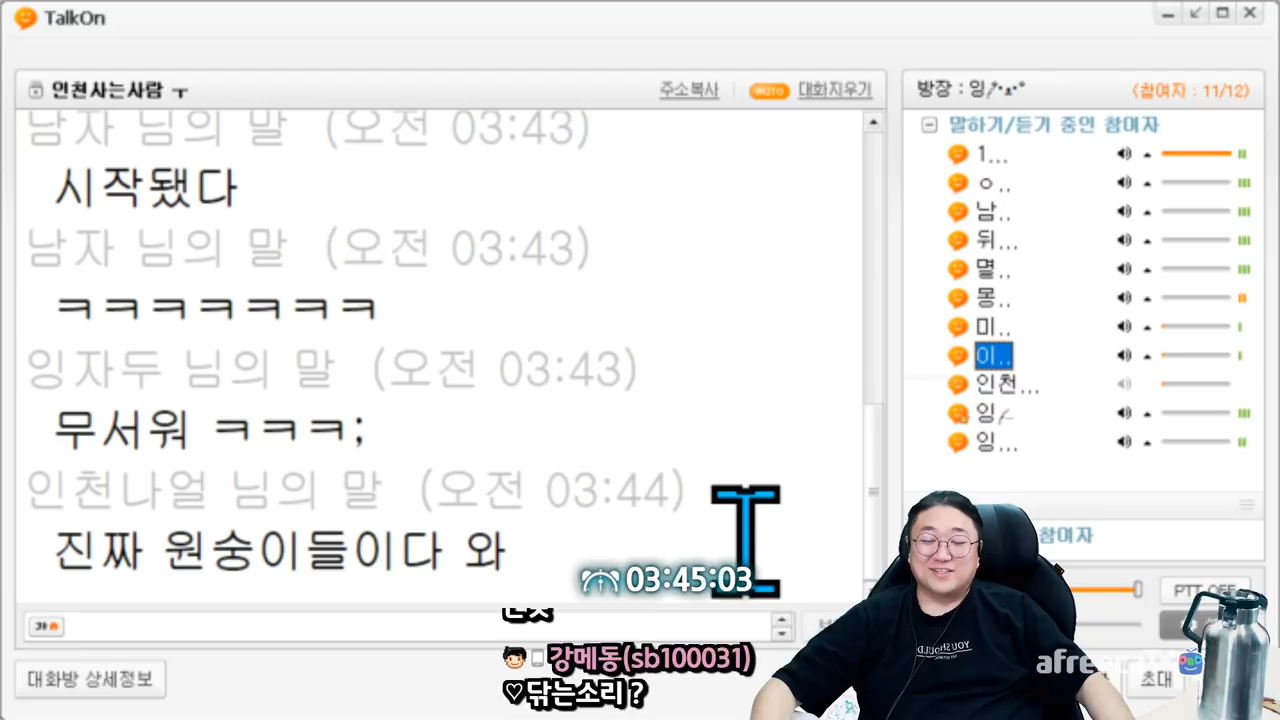 TalkOn
인천사는사람 ㅜ
주소복사
AUTO
대화지우기
남자 님의 말 (오전 03:43)
시작됐다
남자 님의 말 (오전 03:43)
ㅋㅋㅋㅋㅋㅋㅋ
잉자두 님의 말 (오전 03:43)
무서워 ㅋㅋㅋ;
인천나얼 님의 말 (오전 03:44)
진짜 원숭이들이다 와
03:45:03
강메동(sb100031)
♡닦는소리?
가
대화방 상세정보
(참여자 : 11/12)
말하기/듣기 중인 참여자
1...
ㅇ..
남..
뒤...
멸..
몽..
미..
이..
인천...
잉
잉...
참여자
PTT OFF
초대
YOU SHOULD